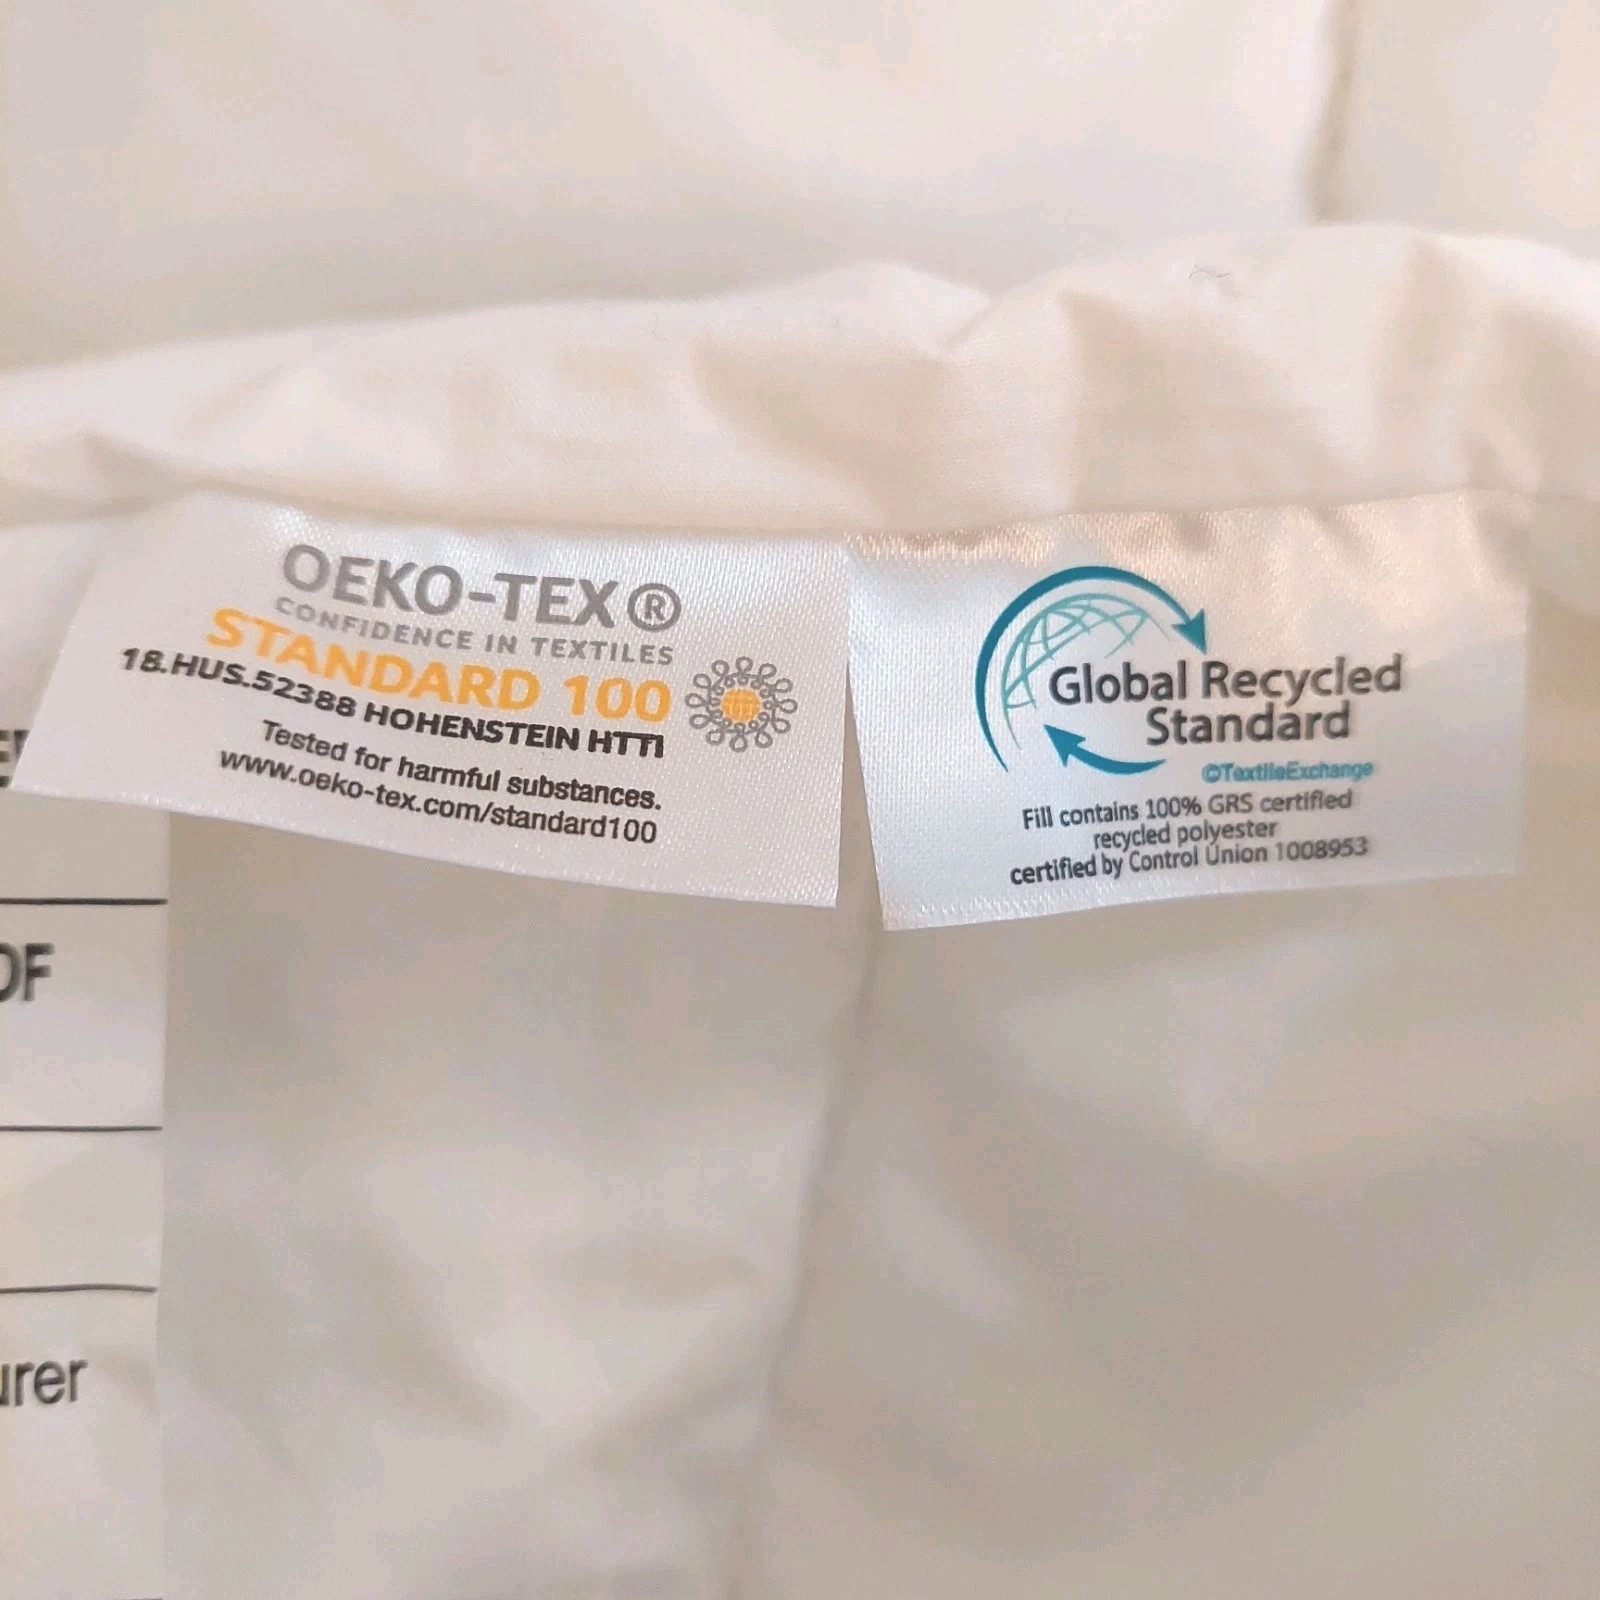 OEKO-TEX®
CONFIDENCE IN TEXTILES
STANDARD 100
18.HUS.52388 HOHENSTEIN HTTI
Tested for harmful substances.
www.oeko-tex.com/standard100
Global Recycled
Standard
©TextileExchange
Fill contains 100% GRS certified
recycled polyester
certified by Control Union 1008953
OF
urer